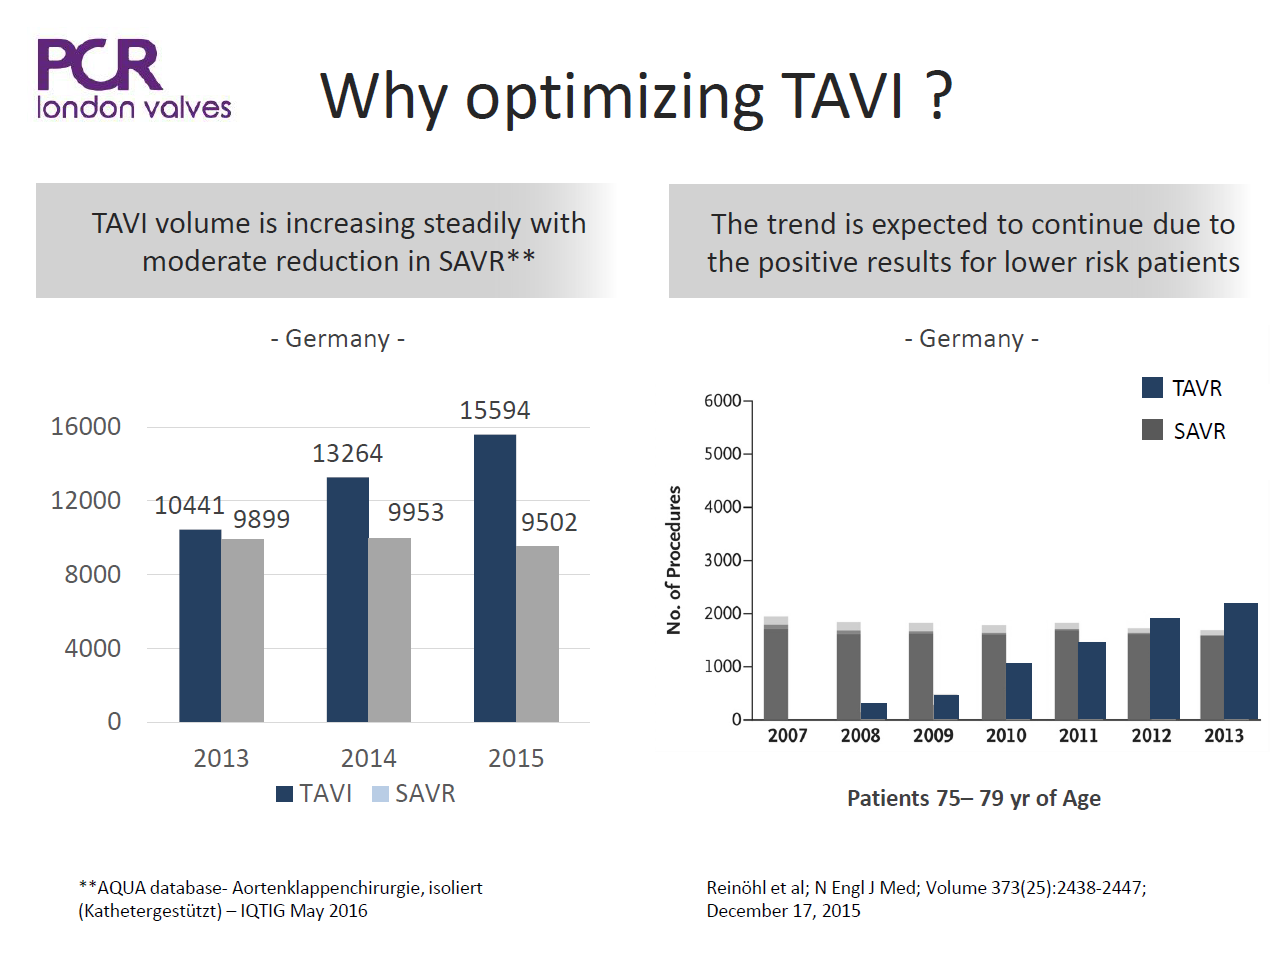 PCR
london valves
Why optimizing TAVI ?
TAVI volume is increasing steadily with
moderate reduction in SAVR**
- Germany -
16000
12000
8000
4000
0
10441
9899
13264
9953
15594
9502
2013
2014
2015
TAVI
SAVR
**AQUA database- Aortenklappenchirurgie, isoliert
(Kathetergestützt) – IQTIG May 2016
The trend is expected to continue due to
the positive results for lower risk patients
- Germany -
TAVR
SAVR
No. of Procedures
6000
5000
4000
3000
2000
1000
0
2007
2008
2009
2010
2011
2012
2013
Patients 75– 79 yr of Age
Reinöhl et al; N Engl J Med; Volume 373(25):2438-2447;
December 17, 2015